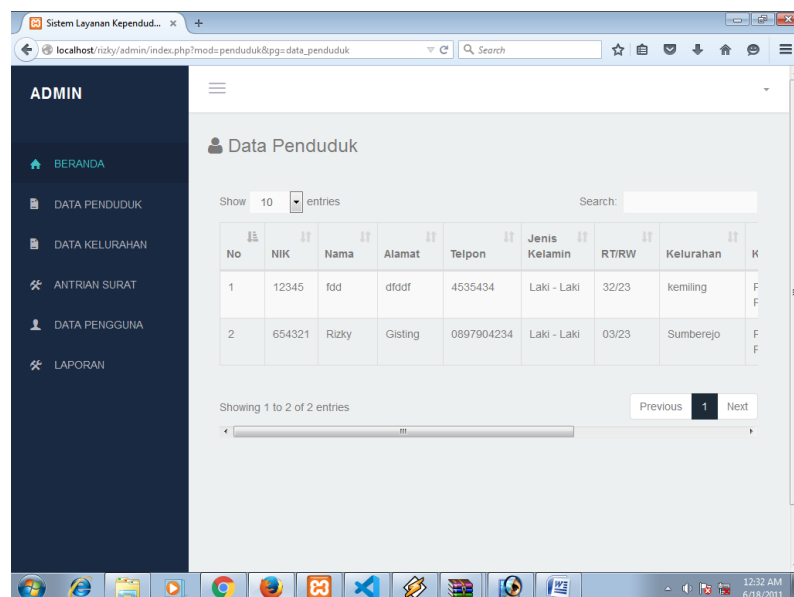 Sistem Layanan Kependud... ×
localhost/rizky/admin/index.php?mod=penduduk&pg=data_penduduk
Search
ADMIN
BERANDA
DATA PENDUDUK
DATA KELURAHAN
ANTRIAN SURAT
DATA PENGGUNA
LAPORAN
Data Penduduk
Show 10 entries
Search:
No NIK Nama Alamat Telpon Jenis Kelamin RT/RW Kelurahan K
1 12345 fdd dfddf 4535434 Laki - Laki 32/23 kemiling
2 654321 Rizky Gisting 0897904234 Laki - Laki 03/23 Sumberejo
Showing 1 to 2 of 2 entries
Previous 1 Next
12:32 AM
6/18/2011